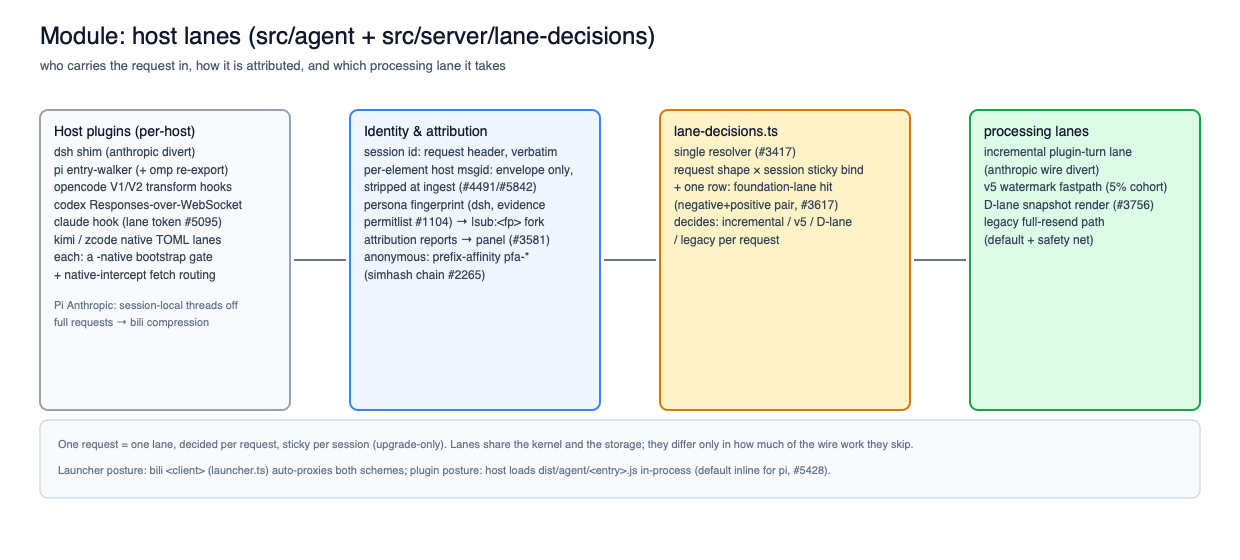 Module: host lanes (src/agent + src/server/lane-decisions)
who carries the request in, how it is attributed, and which processing lane it takes
Host plugins (per-host)
dsh shim (anthropic divert)
pi entry-walker (+ omp re-export)
opencode V1/V2 transform hooks
codex Responses-over-WebSocket
claude hook (lane token #5095)
kimi / zcode native TOML lanes
each: a -native bootstrap gate
+ native-intercept fetch routing
Pi Anthropic: session-local threads off
full requests → bili compression
Identity & attribution
session id: request header, verbatim
per-element host msgid: envelope only,
stripped at ingest (#4491/#5842)
persona fingerprint (dsh, evidence
permitlist #1104) → lsub:<fp> fork
attribution reports → panel (#3581)
anonymous: prefix-affinity pfa-*
(simhash chain #2265)
lane-decisions.ts
single resolver (#3417)
request shape × session sticky bind
+ one row: foundation-lane hit
(negative+positive pair, #3617)
decides: incremental / v5 / D-lane
/ legacy per request
processing lanes
incremental plugin-turn lane
(anthropic wire divert)
v5 watermark fastpath (5% cohort)
D-lane snapshot render (#3756)
legacy full-resend path
(default + safety net)
One request = one lane, decided per request, sticky per session (upgrade-only). Lanes share the kernel and the storage; they differ only in how much of the wire work they skip.
Launcher posture: bili <client> (launcher.ts) auto-proxies both schemes; plugin posture: host loads dist/agent/<entry>.js in-process (default inline for pi, #5428).